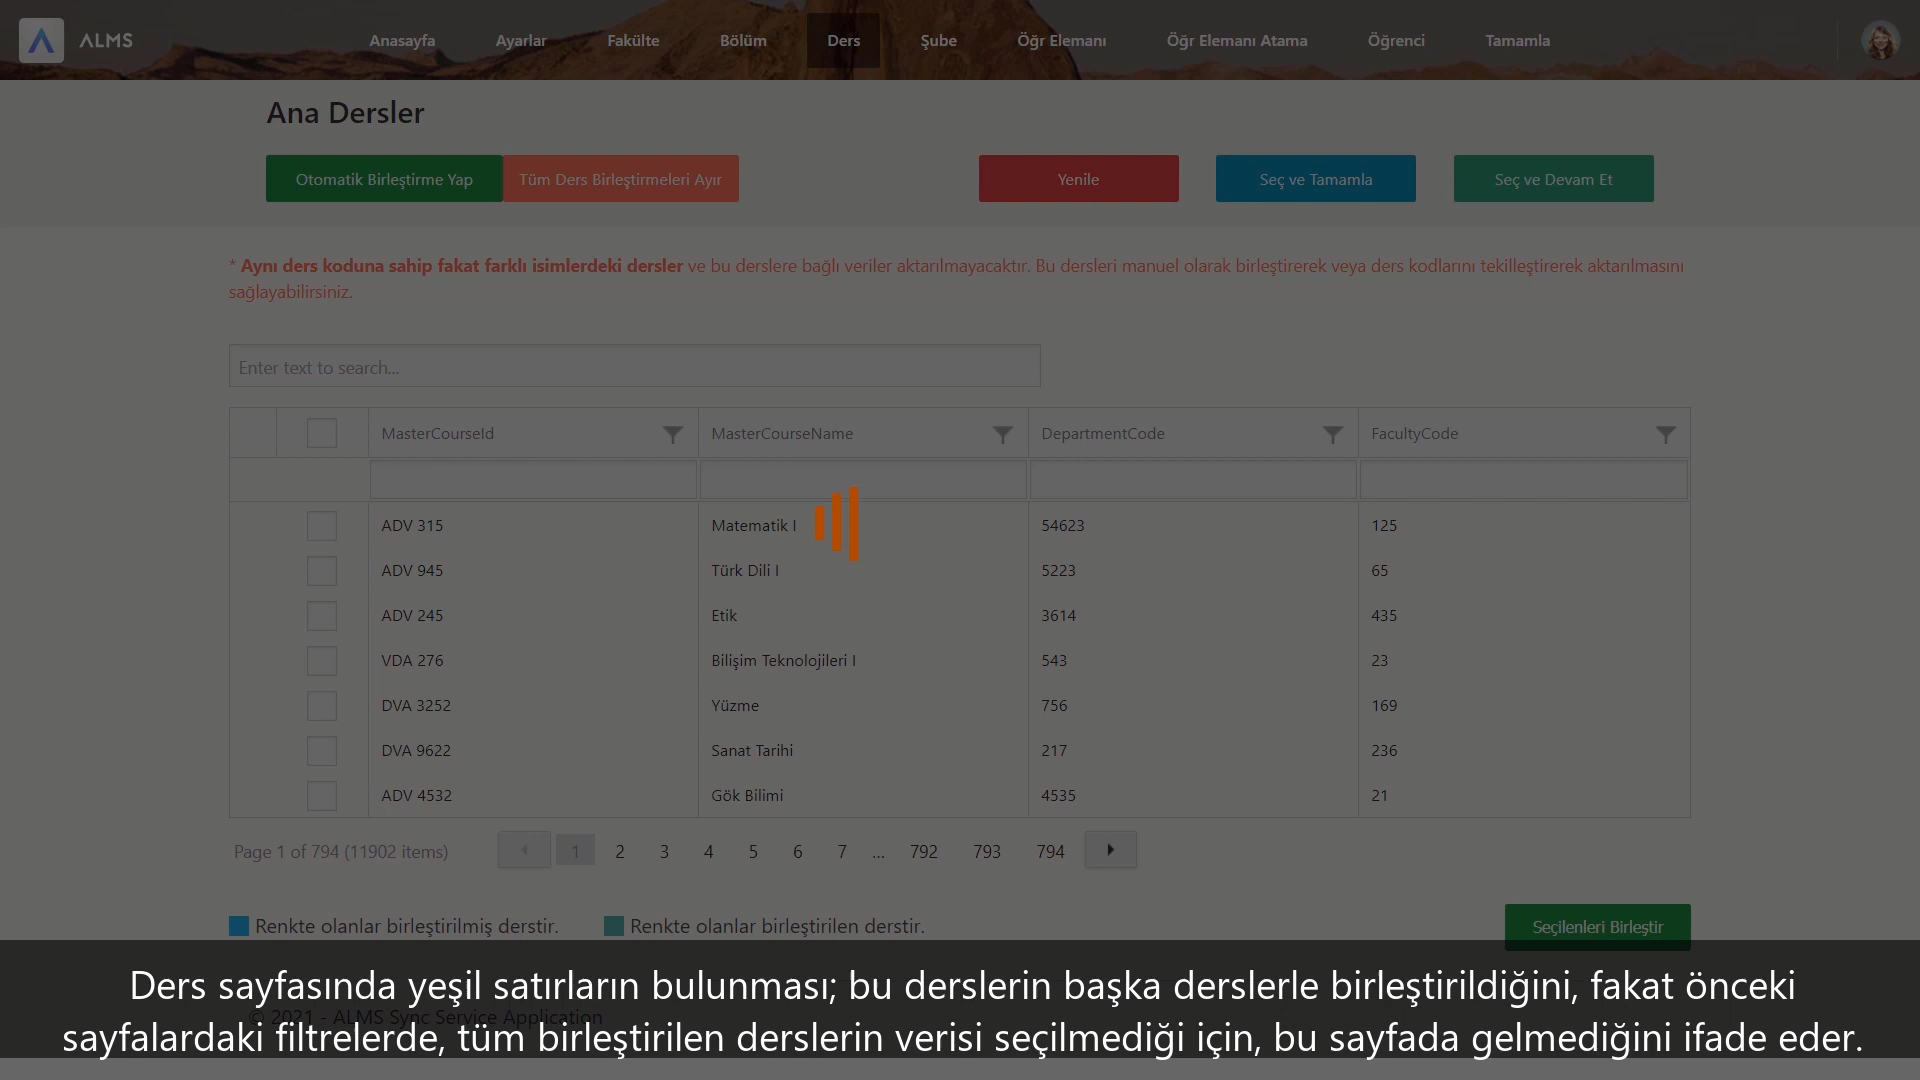 ALMS
Anasayfa Ayarlar Fakülte Bölüm Ders Şube Öğr Elemanı Öğr Elemanı Atama Öğrenci Tamamla
Ana Dersler
Otomatik Birleştirme Yap Tüm Ders Birleştirmeleri Ayır Yenile Seç ve Tamamla Seç ve Devam Et
* Aynı ders koduna sahip fakat farklı isimlerdeki dersler ve bu derslere bağlı veriler aktarılmayacaktır. Bu dersleri manuel olarak birleştirerek veya ders kodlarını tekilleştirerek aktarılmasını
sağlayabilirsiniz.
Enter text to search...
MasterCourseId MasterCourseName DepartmentCode FacultyCode
ADV 315 Matematik I 54623 125
ADV 945 Türk Dili I 5223 65
ADV 245 Etik 3614 435
VDA 276 Bilişim Teknolojileri I 543 23
DVA 3252 Yüzme 756 169
DVA 9622 Sanat Tarihi 217 236
ADV 4532 Gök Bilimi 4535 21
Page 1 of 794 (11902 items) 1 2 3 4 5 6 7 ... 792 793 794
Renkte olanlar birleştirilmiş derstir. Renkte olanlar birleştirilen derstir. Seçilenleri Birleştir
Ders sayfasında yeşil satırların bulunması; bu derslerin başka derslerle birleştirildiğini, fakat önceki
© 2021 - ALMS Sync Service Application
sayfalardaki filtrelerde, tüm birleştirilen derslerin verisi seçilmediği için, bu sayfada gelmediğini ifade eder.